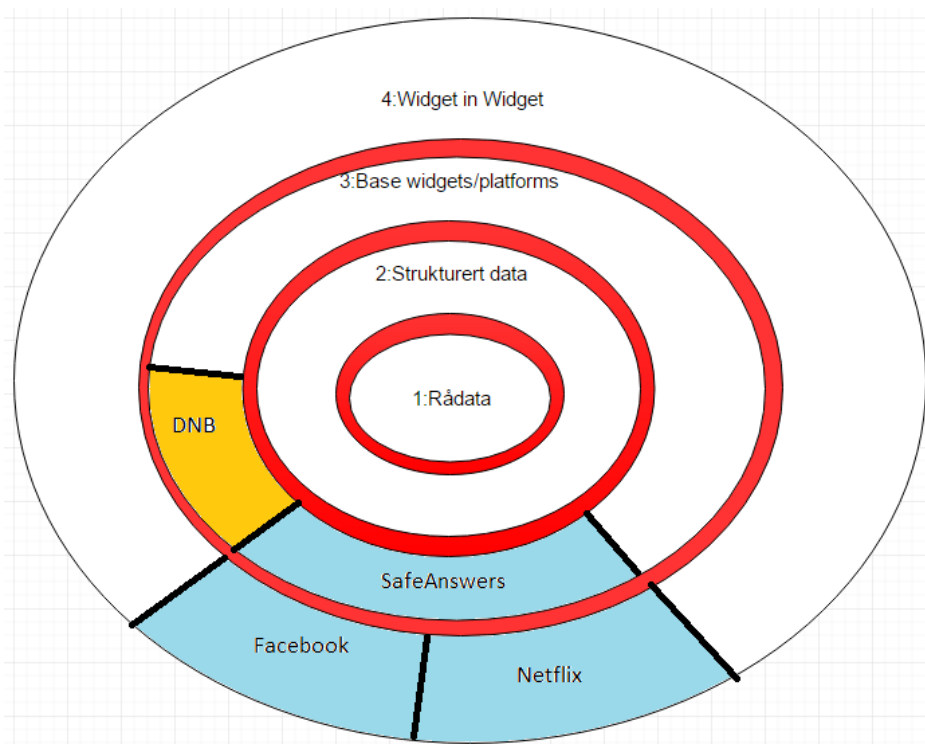 4:Widget in Widget
3:Base widgets/platforms
2:Strukturert data
1:Rådata
DNB
SafeAnswers
Facebook
Netflix